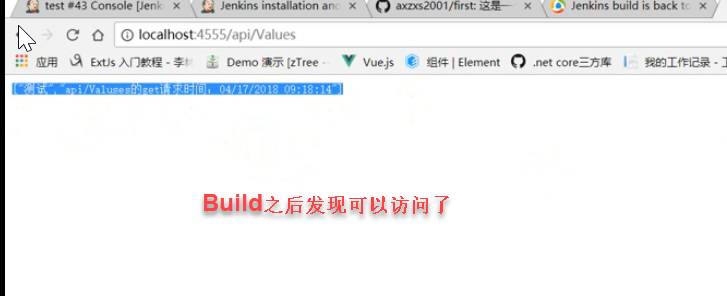 test #43 Console [Jenk
Jenkins installation and
axzxs2001/first: 这是一
Jenkins build is back to
localhost:4555/api/Values
应用
ExtJs 入门教程 - 李林
Demo 演示 [zTree --
Vue.js
组件 | Element
.net core三方库
我的工作记录 - 工
["测试","api/Valuses的get请求时间：04/17/2018 09:18:14"]
Build之后发现可以访问了